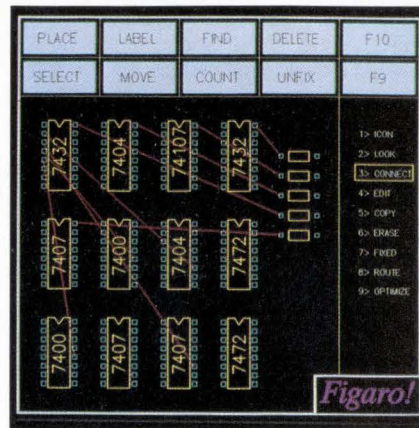 PLACE LABEL FIND DELETE F10
SELECT MOVE COUNT UNFIX F9
7432 7404 74107 7432
7407 7400 7404 7472
7400 7407 7407 7472
1> ICON
2> LOOK
3> CONNECT
4> EDIT
5> COPY
6> ERASE
7> FIXED
8> ROUTE
9> OPTIMIZE
Figaro!